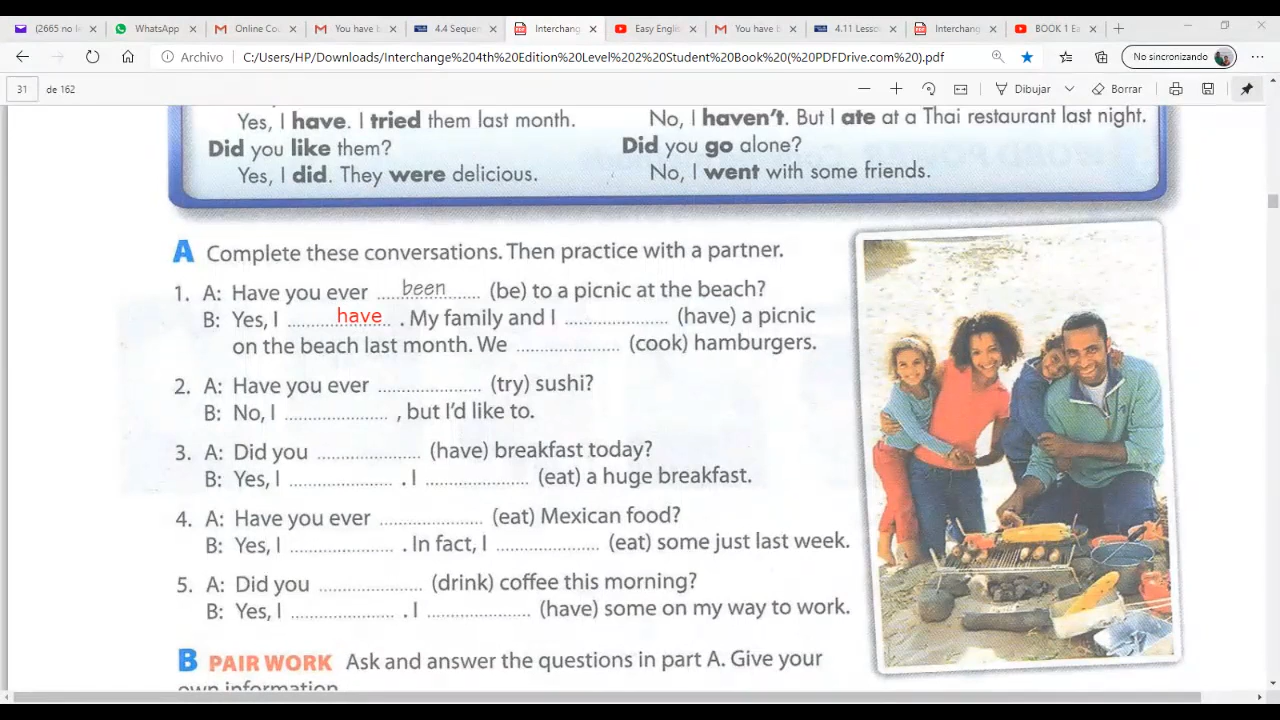 (2665 no le
WhatsApp
Online Cou
You have b
4.4 Sequen
Interchang
Easy Englis
You have b
4.11 Lesso
Interchang
BOOK 1 Ea
Archivo C:/Users/HP/Downloads/Interchange%204th%20Edition%20Level%202%20Student%20Book%20(%20PDFDrive.com%20).pdf No sincronizando
31 de 162 Dibujar Borrar
Yes, I have. I tried them last month.
Did you like them?
Yes, I did. They were delicious.
No, I haven't. But I ate at a Thai restaurant last night.
Did you go alone?
No, I went with some friends.
A Complete these conversations. Then practice with a partner.
1. A: Have you ever been (be) to a picnic at the beach?
B: Yes, I have . My family and I .................... (have) a picnic
on the beach last month. We .................... (cook) hamburgers.
2. A: Have you ever .................... (try) sushi?
B: No, I .................... , but I'd like to.
3. A: Did you .................... (have) breakfast today?
B: Yes, I .................... . I .................... (eat) a huge breakfast.
4. A: Have you ever .................... (eat) Mexican food?
B: Yes, I .................... . In fact, I .................... (eat) some just last week.
5. A: Did you .................... (drink) coffee this morning?
B: Yes, I .................... . I .................... (have) some on my way to work.
B PAIR WORK Ask and answer the questions in part A. Give your
own information.